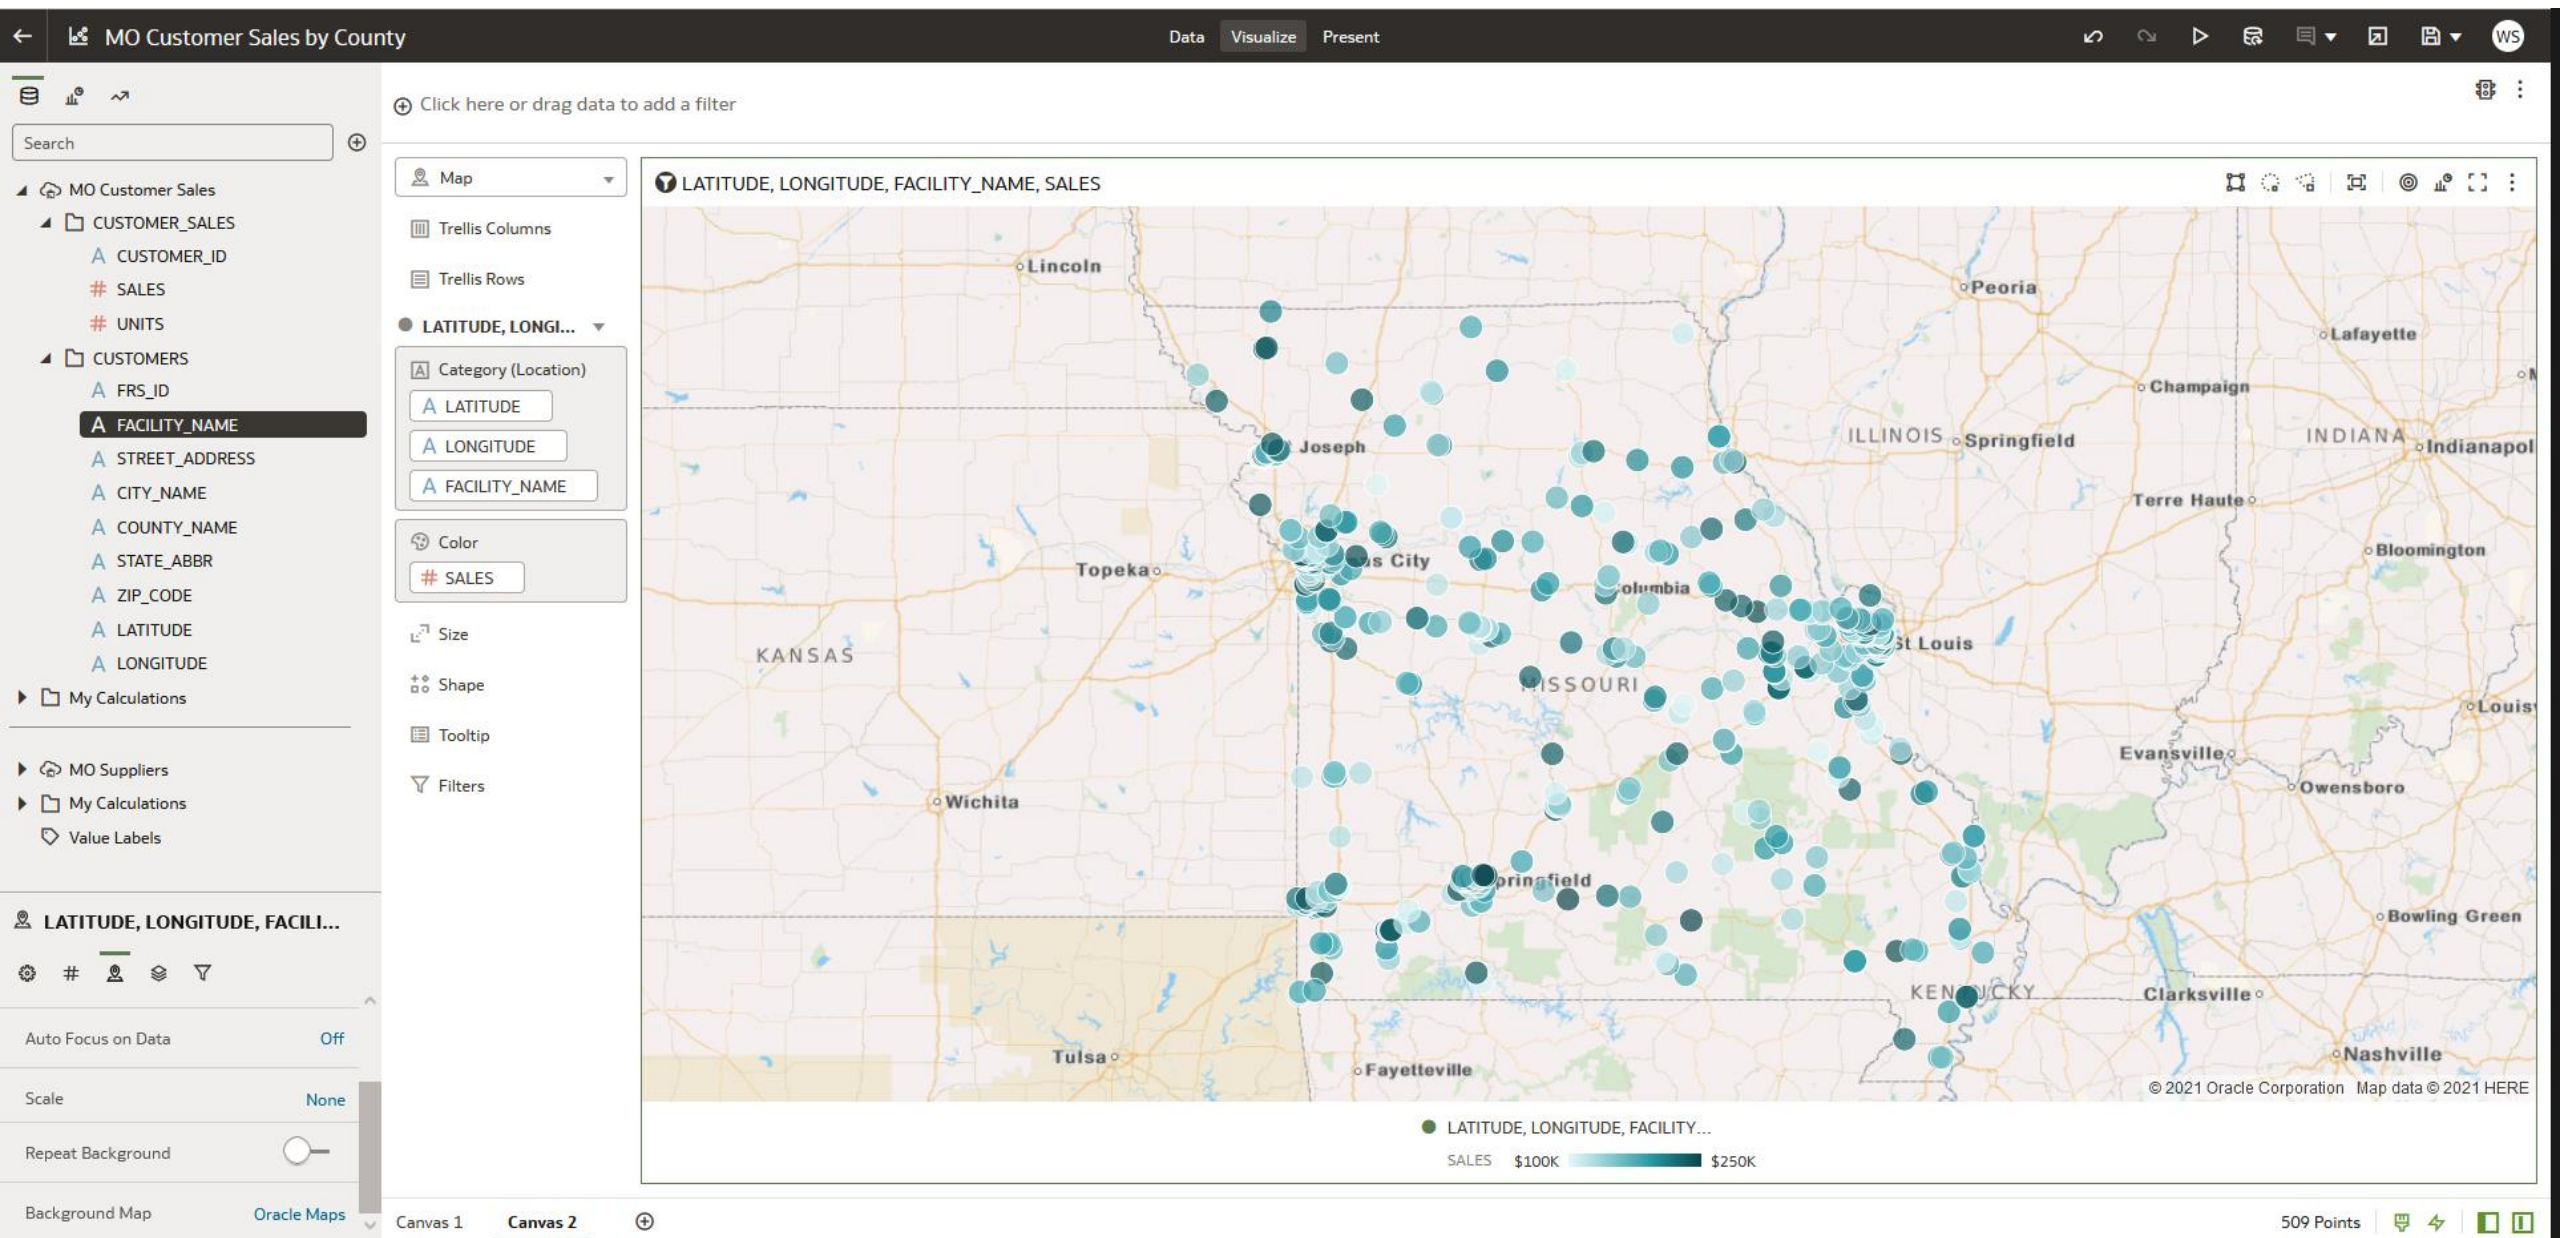 MO Customer Sales by County
Data Visualize Present
WS
Click here or drag data to add a filter
Search
MO Customer Sales
CUSTOMER_SALES
A CUSTOMER_ID
# SALES
# UNITS
CUSTOMERS
A FRS_ID
A FACILITY_NAME
A STREET_ADDRESS
A CITY_NAME
A COUNTY_NAME
A STATE_ABBR
A ZIP_CODE
A LATITUDE
A LONGITUDE
My Calculations
MO Suppliers
My Calculations
Value Labels
LATITUDE, LONGITUDE, FACILI...
#
Auto Focus on Data Off
Scale None
Repeat Background
Background Map Oracle Maps
Map
Trellis Columns
Trellis Rows
LATITUDE, LONGI...
A Category (Location)
A LATITUDE
A LONGITUDE
A FACILITY_NAME
Color
# SALES
Size
Shape
Tooltip
Filters
LATITUDE, LONGITUDE, FACILITY_NAME, SALES
Lincoln
Peoria
Lafayette
Champaign
ILLINOIS
Springfield
INDIANA
Indianapol
Joseph
Terre Haute
Bloomington
Topeka
as City
olumbia
KANSAS
St Louis
MISSOURI
Louis
Evansville
Owensboro
Wichita
pringfield
Bowling Green
KENTUCKY
Clarksville
Tulsa
Fayetteville
Nashville
© 2021 Oracle Corporation Map data © 2021 HERE
LATITUDE, LONGITUDE, FACILITY...
SALES $100K $250K
Canvas 1 Canvas 2
509 Points